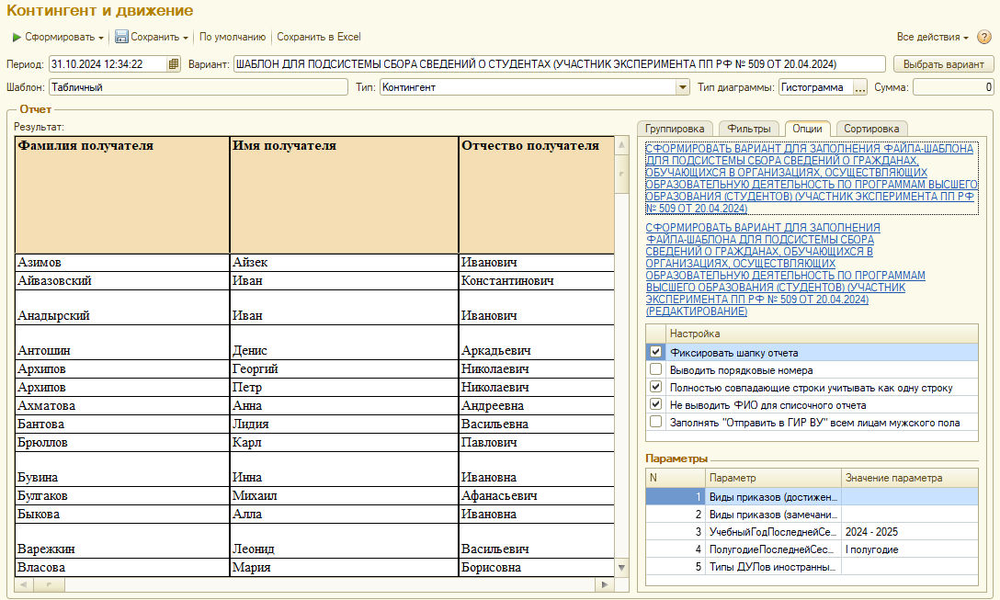 Контингент и движение
Сформировать Сохранить По умолчанию Сохранить в Excel Все действия ?
Период: 31.10.2024 12:34:22 Вариант: ШАБЛОН ДЛЯ ПОДСИСТЕМЫ СБОРА СВЕДЕНИЙ О СТУДЕНТАХ (УЧАСТНИК ЭКСПЕРИМЕНТА ПП РФ № 509 ОТ 20.04.2024) Выбрать вариант
Шаблон: Табличный Тип: Контингент Тип диаграммы: Гистограмма ... Сумма: 0
Отчет
Результат:
Фамилия получателя Имя получателя Отчество получателя
Азимов Айзек Иванович
Айвазовский Иван Константинович
Анадырский Иван Иванович
Антошин Денис Аркадьевич
Архипов Георгий Николаевич
Архипов Петр Николаевич
Ахматова Анна Андреевна
Бантова Лидия Васильевна
Брюллов Карл Павлович
Бувина Инна Ивановна
Булгаков Михаил Афанасьевич
Быкова Алла Ивановна
Варежкин Леонид Васильевич
Власова Мария Борисовна
Группировка Фильтры Опции Сортировка
СФОРМИРОВАТЬ ВАРИАНТ ДЛЯ ЗАПОЛНЕНИЯ ФАЙЛА-ШАБЛОНА
ДЛЯ ПОДСИСТЕМЫ СБОРА СВЕДЕНИЙ О ГРАЖДАНАХ,
ОБУЧАЮЩИХСЯ В ОРГАНИЗАЦИЯХ, ОСУЩЕСТВЛЯЮЩИХ
ОБРАЗОВАТЕЛЬНУЮ ДЕЯТЕЛЬНОСТЬ ПО ПРОГРАММАМ ВЫСШЕГО
ОБРАЗОВАНИЯ (СТУДЕНТОВ) (УЧАСТНИК ЭКСПЕРИМЕНТА ПП РФ
№ 509 ОТ 20.04.2024)
СФОРМИРОВАТЬ ВАРИАНТ ДЛЯ ЗАПОЛНЕНИЯ
ФАЙЛА-ШАБЛОНА ДЛЯ ПОДСИСТЕМЫ СБОРА
СВЕДЕНИЙ О ГРАЖДАНАХ, ОБУЧАЮЩИХСЯ В
ОРГАНИЗАЦИЯХ, ОСУЩЕСТВЛЯЮЩИХ
ОБРАЗОВАТЕЛЬНУЮ ДЕЯТЕЛЬНОСТЬ ПО ПРОГРАММАМ
ВЫСШЕГО ОБРАЗОВАНИЯ (СТУДЕНТОВ) (УЧАСТНИК
ЭКСПЕРИМЕНТА ПП РФ № 509 ОТ 20.04.2024)
(РЕДАКТИРОВАНИЕ)
Настройка
Фиксировать шапку отчета
Выводить порядковые номера
Полностью совпадающие строки учитывать как одну строку
Не выводить ФИО для списочного отчета
Заполнять "Отправить в ГИР ВУ" всем лицам мужского пола
Параметры
N Параметр Значение параметра
1 Виды приказов (достижен...
2 Виды приказов (замечани...
3 УчебныйГодПоследнейСе... 2024 - 2025
4 ПолугодиеПоследнейСес... I полугодие
5 Типы ДУЛов иностранны...